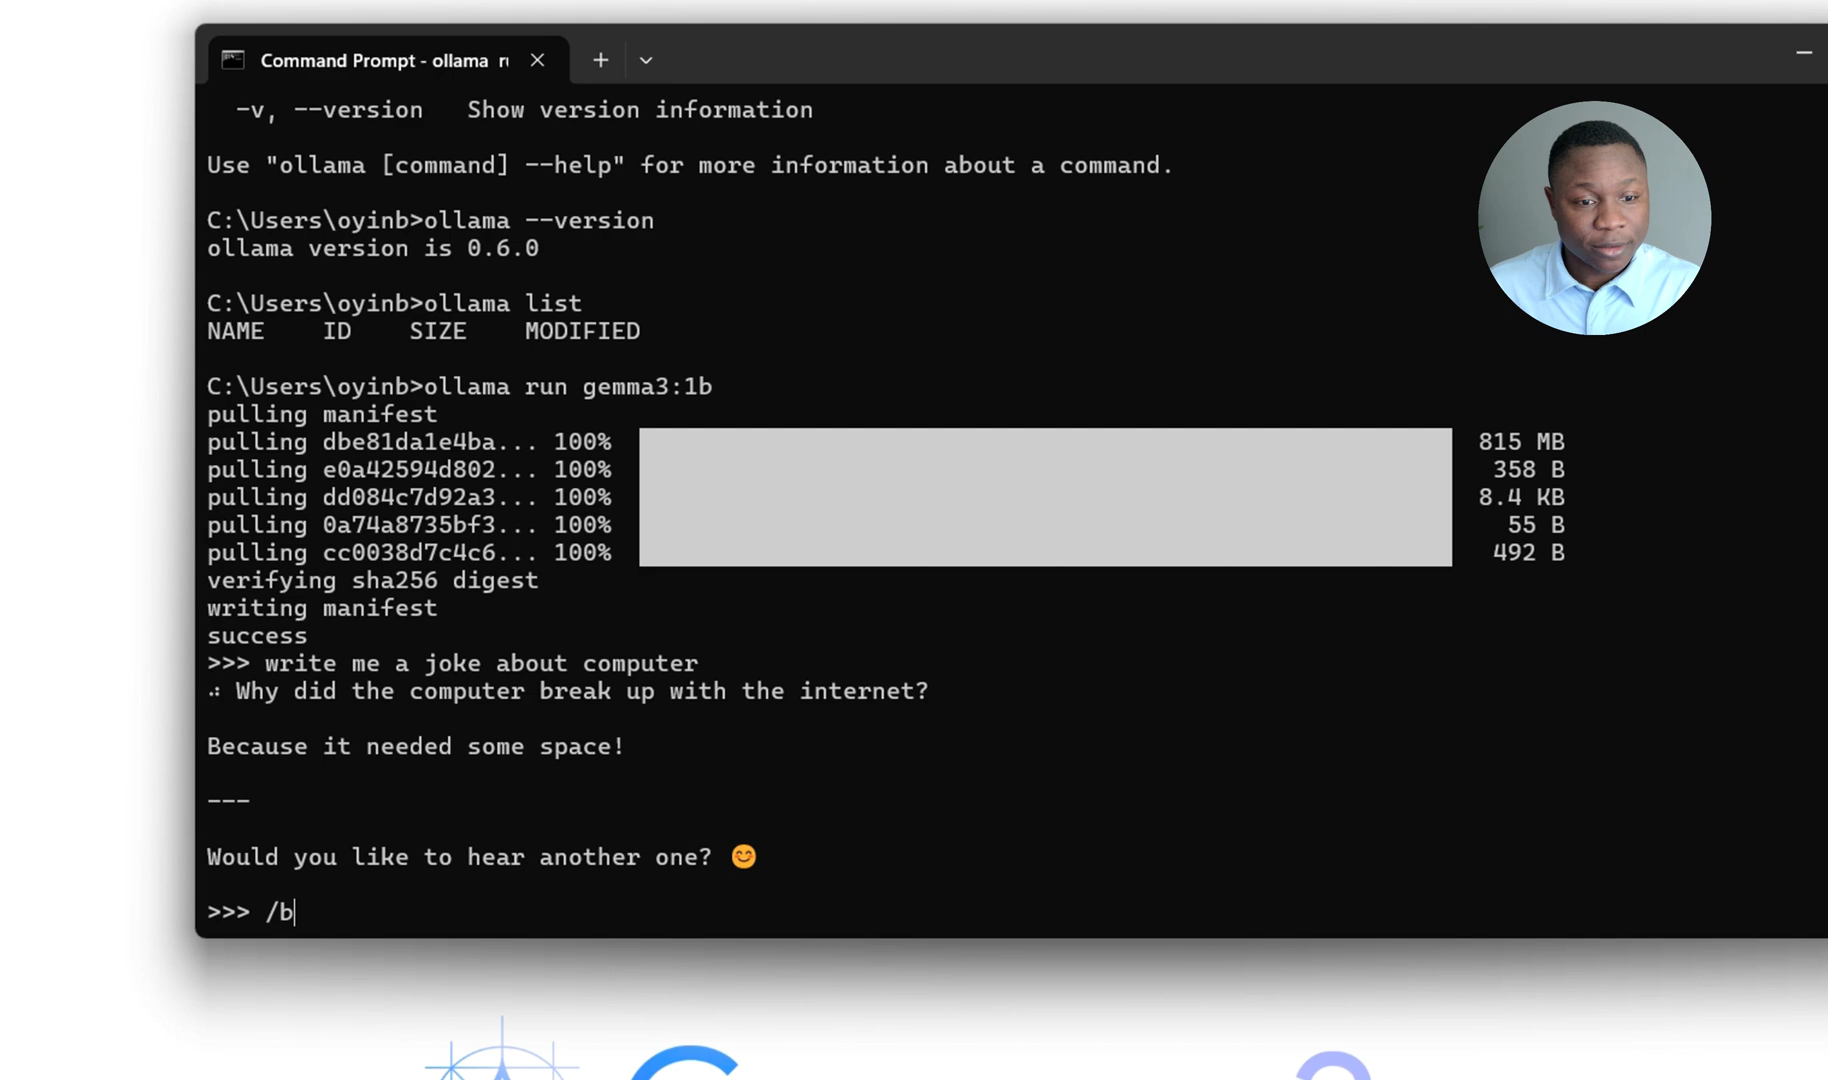 Command Prompt - ollama
-v, --version   Show version information
Use "ollama [command] --help" for more information about a command.
C:\Users\oyinb>ollama --version
ollama version is 0.6.0
C:\Users\oyinb>ollama list
NAME    ID    SIZE    MODIFIED
C:\Users\oyinb>ollama run gemma3:1b
pulling manifest
pulling dbe81da1e4ba... 100% 815 MB
pulling e0a42594d802... 100% 358 B
pulling dd084c7d92a3... 100% 8.4 KB
pulling 0a74a8735bf3... 100% 55 B
pulling cc0038d7c4c6... 100% 492 B
verifying sha256 digest
writing manifest
success
>>> write me a joke about computer
Why did the computer break up with the internet?
Because it needed some space!
---
Would you like to hear another one? 😊
>>> /b